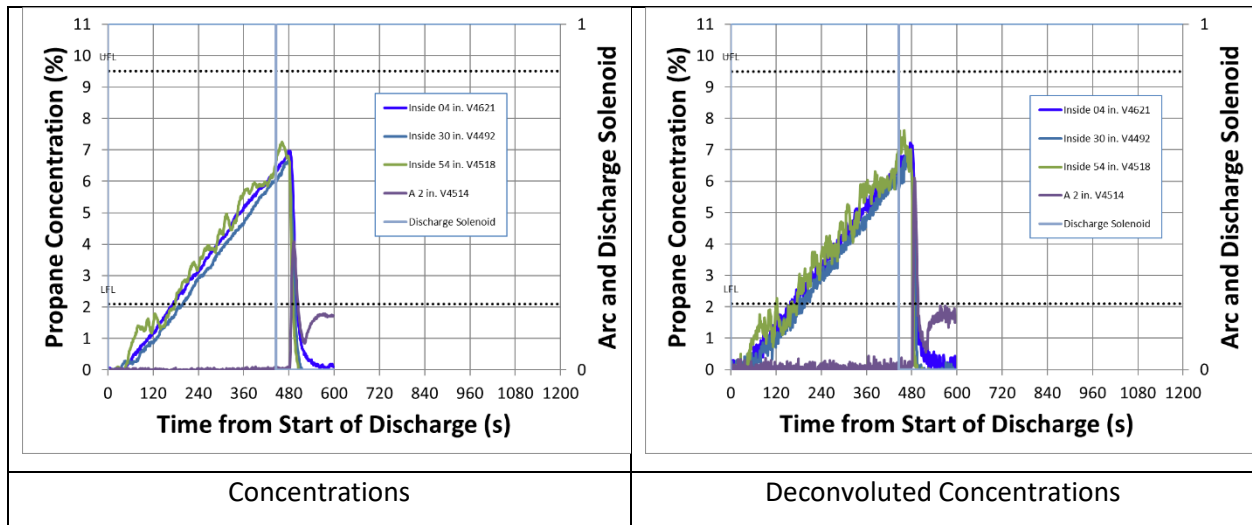 Propane Concentration (%)
11
10
9
8
7
6
5
4
3
2
1
0
UFL
LFL
Inside 04 in. V4621
Inside 30 in. V4492
Inside 54 in. V4518
A 2 in. V4514
Discharge Solenoid
1
0
Arc and Discharge Solenoid
0 120 240 360 480 600 720 840 960 1080 1200
Time from Start of Discharge (s)
Concentrations
Propane Concentration (%)
11
10
9
8
7
6
5
4
3
2
1
0
UFL
LFL
Inside 04 in. V4621
Inside 30 in. V4492
Inside 54 in. V4518
A 2 in. V4514
Discharge Solenoid
1
0
Arc and Discharge Solenoid
0 120 240 360 480 600 720 840 960 1080 1200
Time from Start of Discharge (s)
Deconvoluted Concentrations